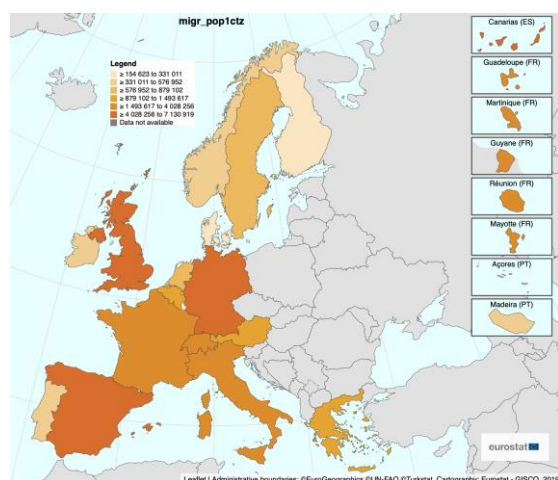 migr_pop1ctz
Legend
≥ 154 623 to 331 011
≥ 331 011 to 576 952
≥ 576 952 to 879 102
≥ 879 102 to 1 493 617
≥ 1 493 617 to 4 028 256
≥ 4 028 256 to 7 130 919
Data not available
Canarias (ES)
Guadeloupe (FR)
Martinique (FR)
Guyane (FR)
Réunion (FR)
Mayotte (FR)
Açores (PT)
Madeira (PT)
eurostat
Leaflet | Administrative boundaries: ©EuroGeographics ©UN-FAO ©Turkstat, Cartography: Eurostat - GISCO, 2018